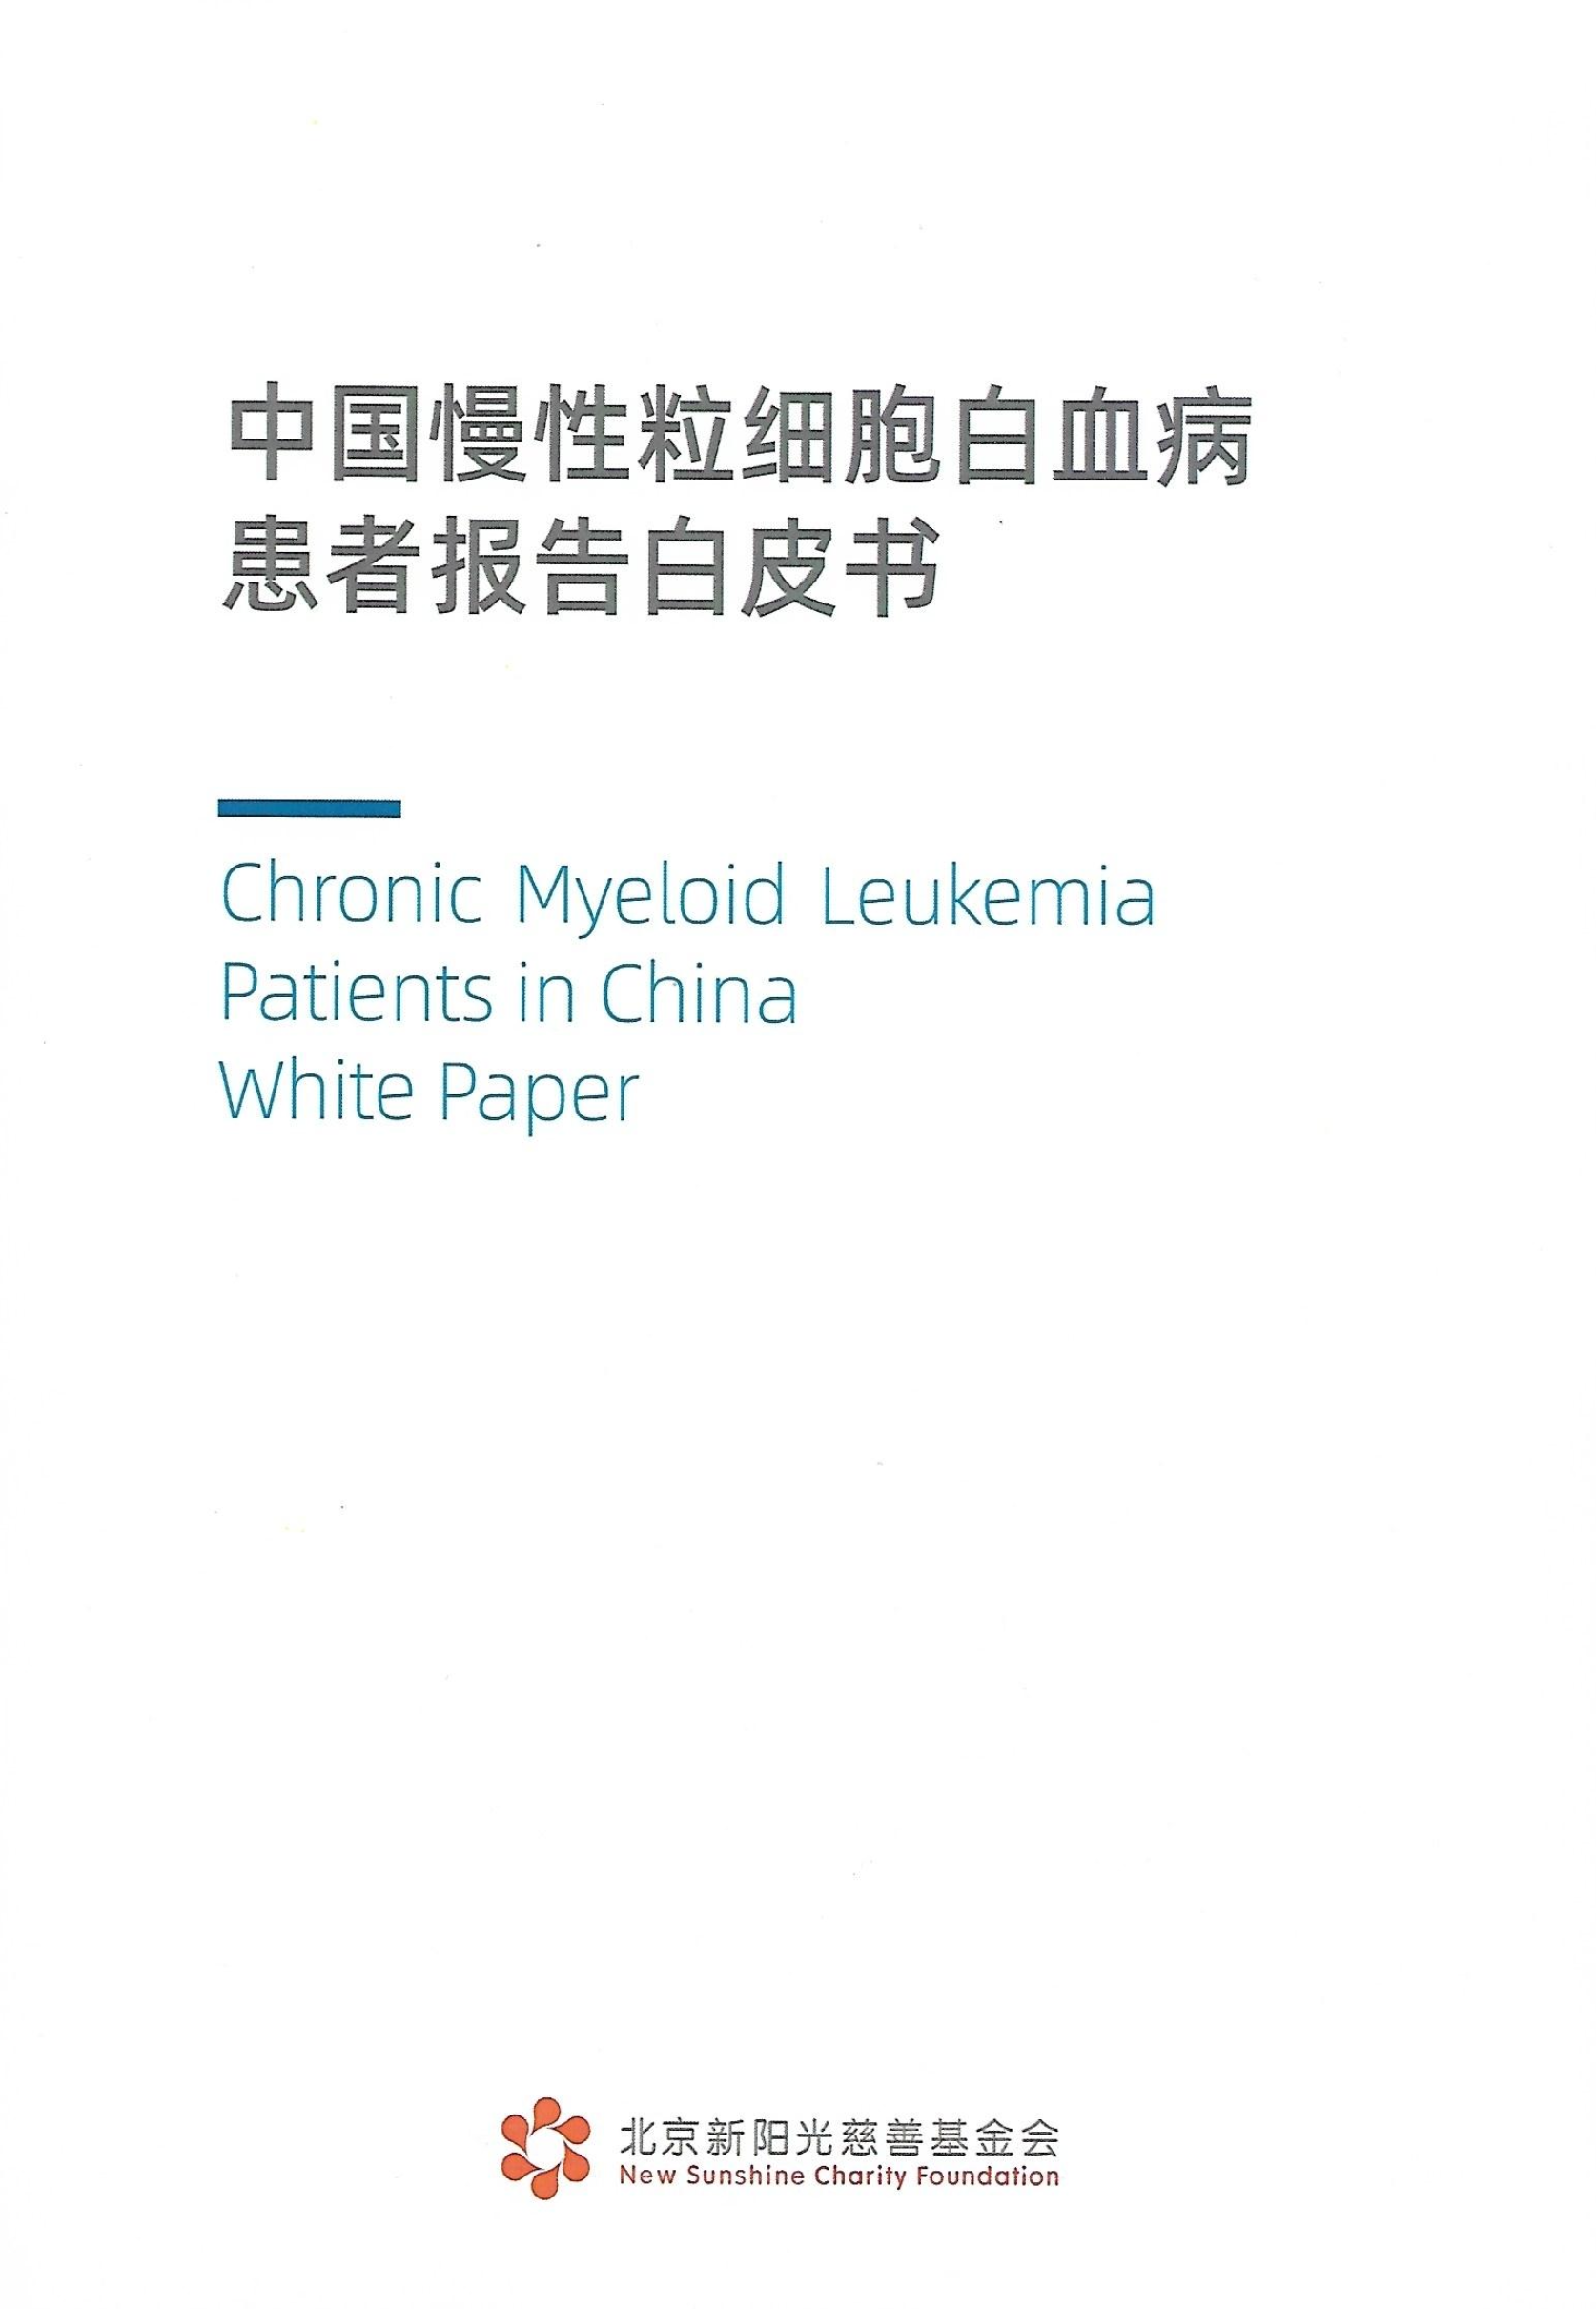 中国慢性粒细胞白血病
患者报告白皮书
Chronic Myeloid Leukemia
Patients in China
White Paper
北京新阳光慈善基金会
New Sunshine Charity Foundation